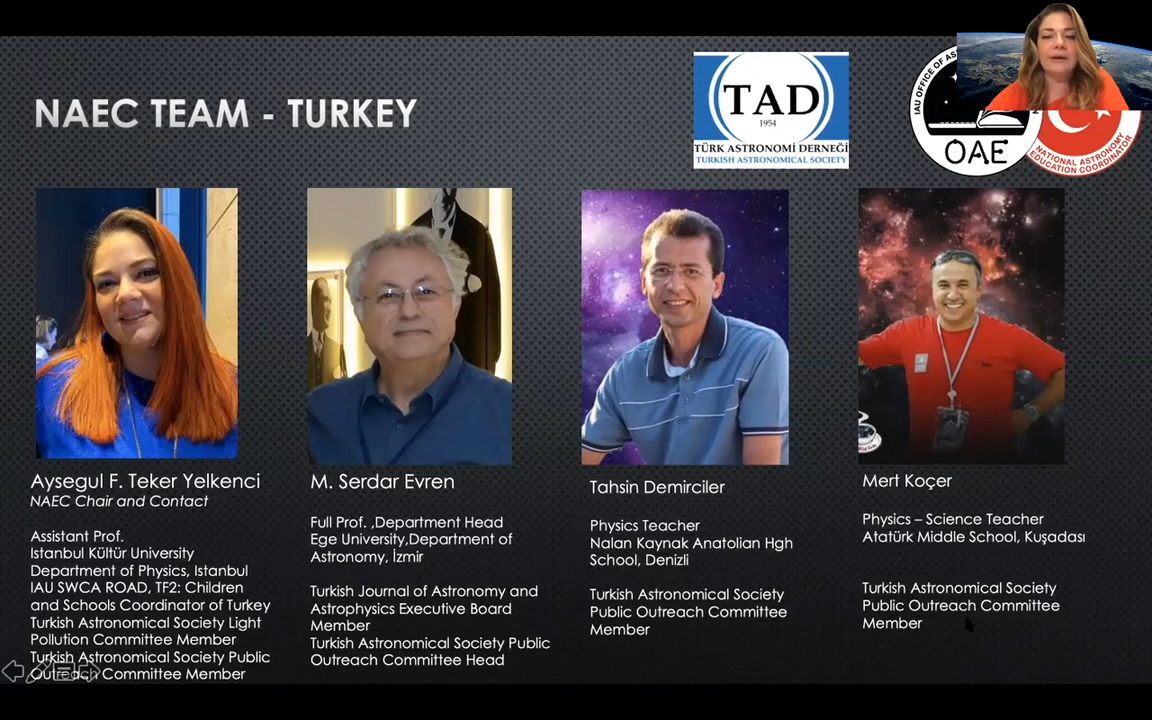 NAEC TEAM - TURKEY
TAD
1954
TÜRK ASTRONOMİ DERNEĞİ
TURKISH ASTRONOMICAL SOCIETY
IAU OFFICE OF AS
OAE
NATIONAL ASTRONOMY
EDUCATION COORDINATOR
Aysegul F. Teker Yelkenci
NAEC Chair and Contact
Assistant Prof.
Istanbul Kültür University
Department of Physics, Istanbul
IAU SWCA ROAD, TF2: Children
and Schools Coordinator of Turkey
Turkish Astronomical Society Light
Pollution Committee Member
Turkish Astronomical Society Public
Outreach Committee Member
M. Serdar Evren
Full Prof. ,Department Head
Ege University,Department of
Astronomy, İzmir
Turkish Journal of Astronomy and
Astrophysics Executive Board
Member
Turkish Astronomical Society Public
Outreach Committee Head
Tahsin Demirciler
Physics Teacher
Nalan Kaynak Anatolian Hgh
School, Denizli
Turkish Astronomical Society
Public Outreach Committee
Member
Mert Koçer
Physics – Science Teacher
Atatürk Middle School, Kuşadası
Turkish Astronomical Society
Public Outreach Committee
Member